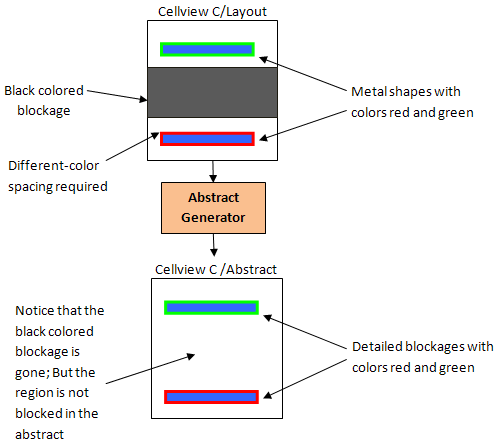 Cellview C/Layout
Black colored
blockage
Metal shapes with
colors red and green
Different-color
spacing required
Abstract
Generator
Cellview C /Abstract
Notice that the
black colored
blockage is
gone; But the
region is not
blocked in the
abstract
Detailed blockages with
colors red and green